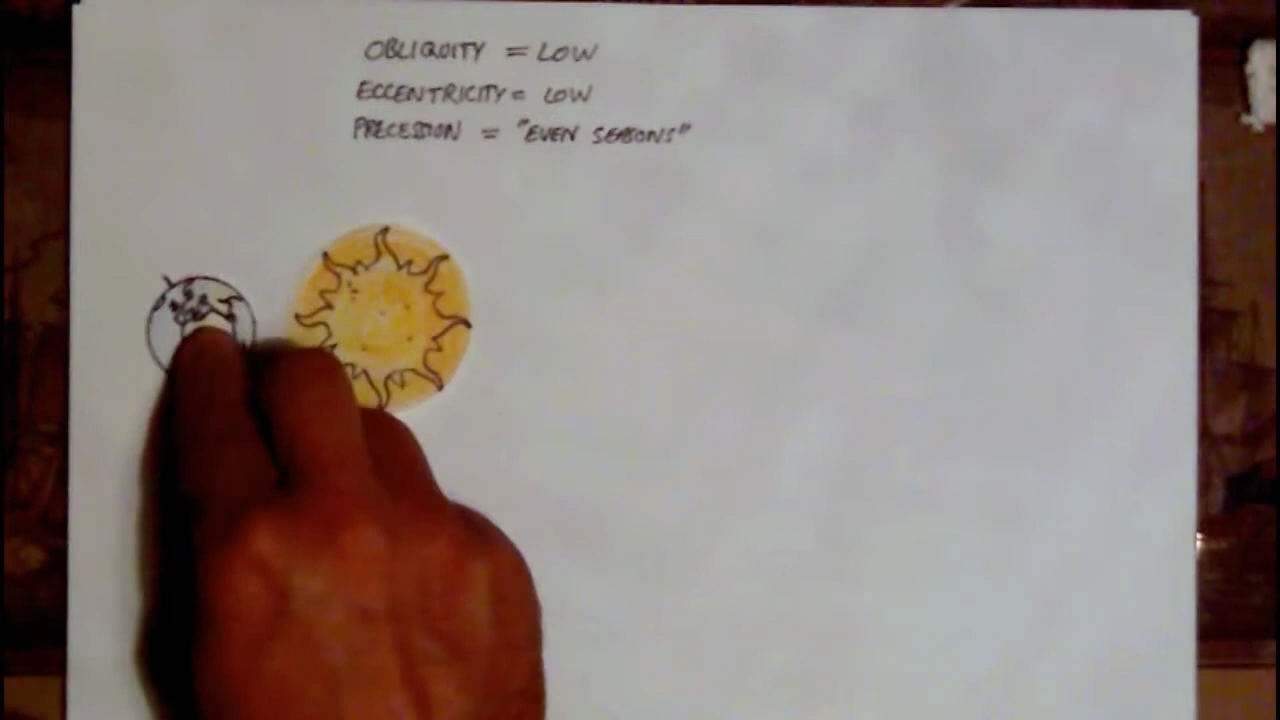 OBLIQUITY = LOW
ECCENTRICITY = LOW
PRECESSION = "EVEN SEASONS"